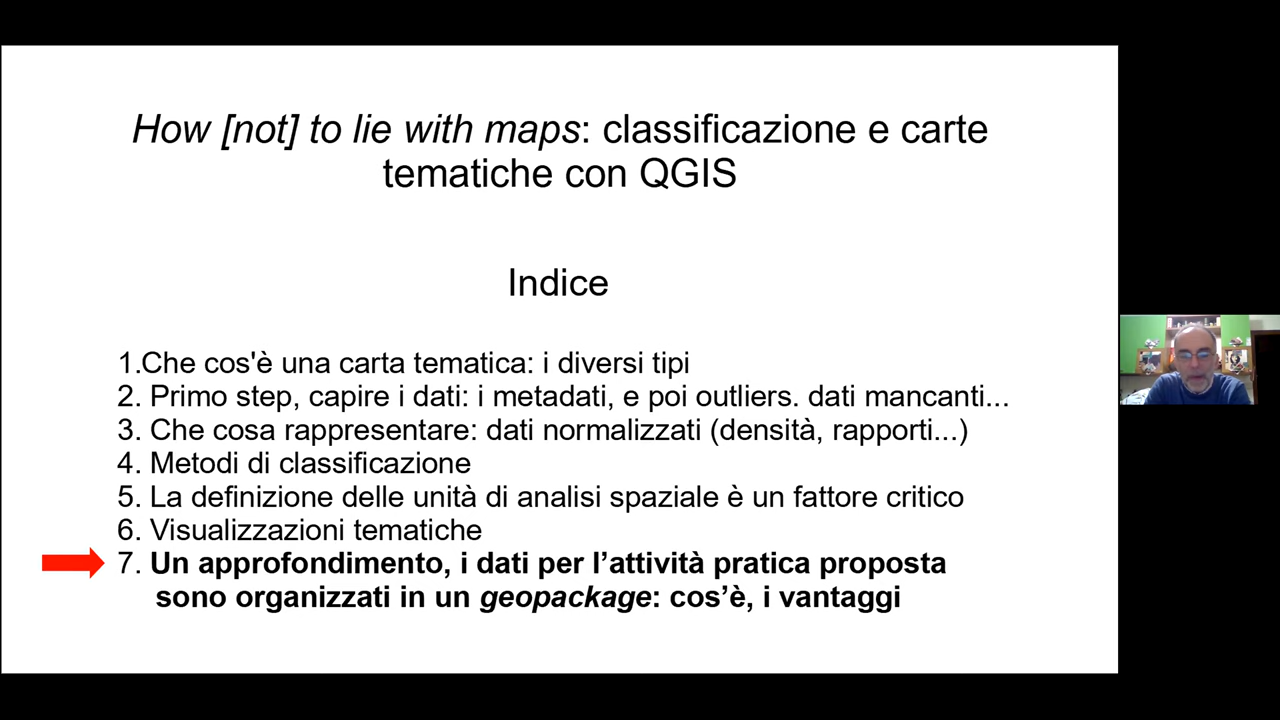 How [not] to lie with maps: classificazione e carte
tematiche con QGIS
Indice
1.Che cos'è una carta tematica: i diversi tipi
2. Primo step, capire i dati: i metadati, e poi outliers. dati mancanti...
3. Che cosa rappresentare: dati normalizzati (densità, rapporti...)
4. Metodi di classificazione
5. La definizione delle unità di analisi spaziale è un fattore critico
6. Visualizzazioni tematiche
7. Un approfondimento, i dati per l’attività pratica proposta
sono organizzati in un geopackage: cos’è, i vantaggi